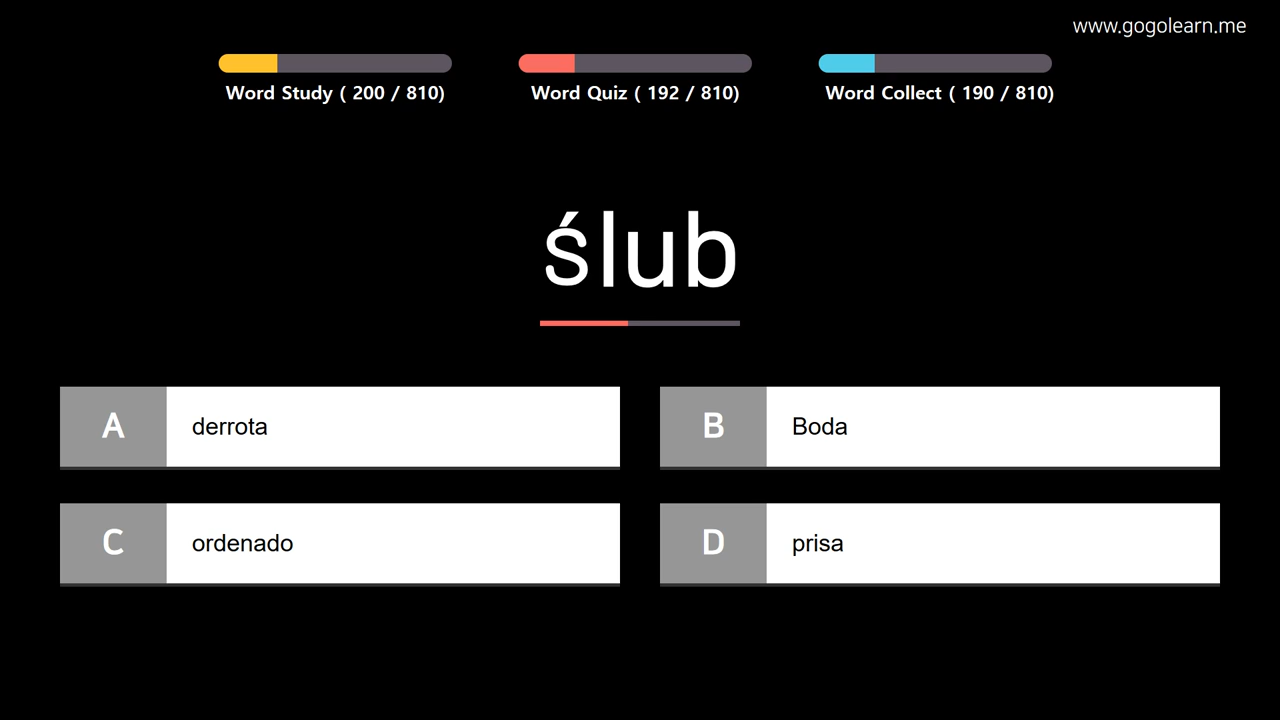 www.gogolearn.me
Word Study ( 200 / 810)
Word Quiz ( 192 / 810)
Word Collect ( 190 / 810)
ślub
A derrota
B Boda
C ordenado
D prisa